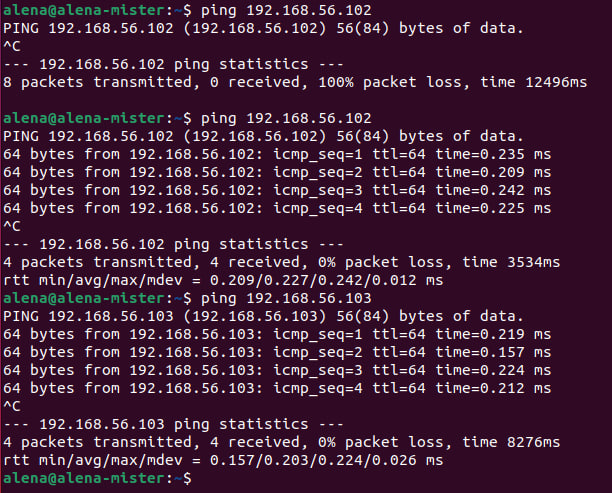 alena@alena-mister:~$ ping 192.168.56.102
PING 192.168.56.102 (192.168.56.102) 56(84) bytes of data.
^C
--- 192.168.56.102 ping statistics ---
8 packets transmitted, 0 received, 100% packet loss, time 12496ms

alena@alena-mister:~$ ping 192.168.56.102
PING 192.168.56.102 (192.168.56.102) 56(84) bytes of data.
64 bytes from 192.168.56.102: icmp_seq=1 ttl=64 time=0.235 ms
64 bytes from 192.168.56.102: icmp_seq=2 ttl=64 time=0.209 ms
64 bytes from 192.168.56.102: icmp_seq=3 ttl=64 time=0.242 ms
64 bytes from 192.168.56.102: icmp_seq=4 ttl=64 time=0.225 ms
^C
--- 192.168.56.102 ping statistics ---
4 packets transmitted, 4 received, 0% packet loss, time 3534ms
rtt min/avg/max/mdev = 0.209/0.227/0.242/0.012 ms
alena@alena-mister:~$ ping 192.168.56.103
PING 192.168.56.103 (192.168.56.103) 56(84) bytes of data.
64 bytes from 192.168.56.103: icmp_seq=1 ttl=64 time=0.219 ms
64 bytes from 192.168.56.103: icmp_seq=2 ttl=64 time=0.157 ms
64 bytes from 192.168.56.103: icmp_seq=3 ttl=64 time=0.224 ms
64 bytes from 192.168.56.103: icmp_seq=4 ttl=64 time=0.212 ms
^C
--- 192.168.56.103 ping statistics ---
4 packets transmitted, 4 received, 0% packet loss, time 8276ms
rtt min/avg/max/mdev = 0.157/0.203/0.224/0.026 ms
alena@alena-mister:~$